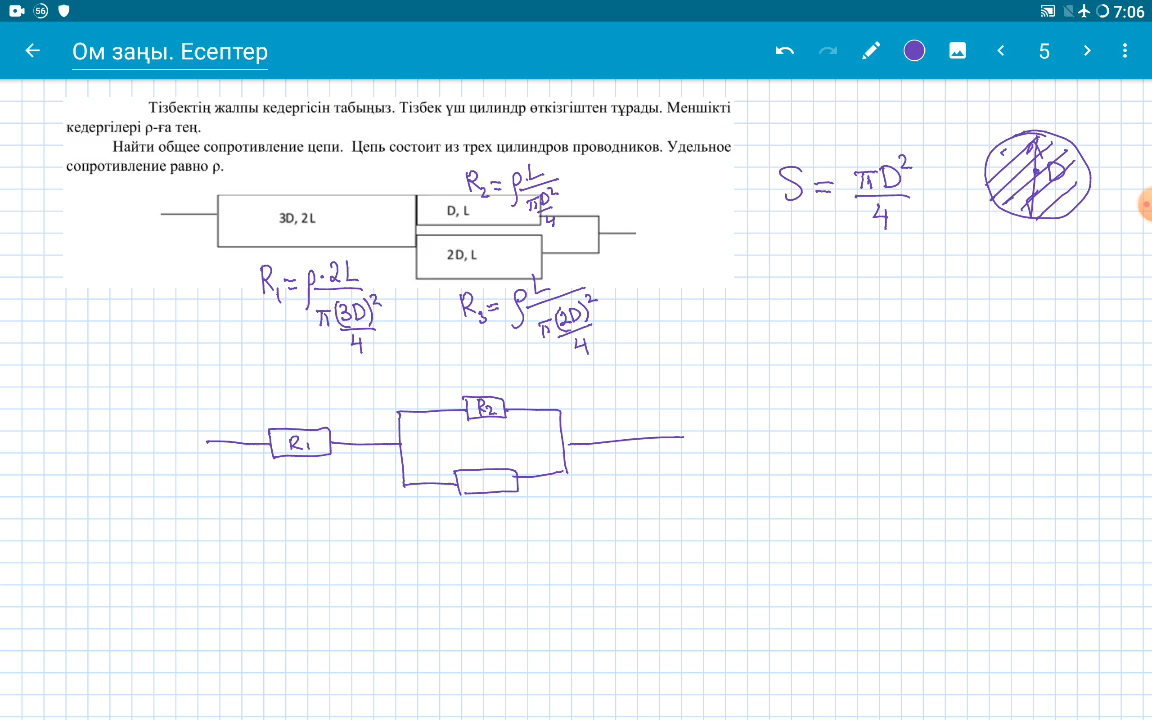 56 7:06
Ом заңы. Есептер 5
Тізбектің жалпы кедергісін табыңыз. Тізбек үш цилиндр өткізгіштен тұрады. Меншікті
кедергілері ρ-ға тең.
Найти общее сопротивление цепи. Цепь состоит из трех цилиндров проводников. Удельное
сопротивление равно ρ.
R₂ = ρ L / (πD²/4)
S = πD²/4
D
3D, 2L
D, L
2D, L
R₁ = ρ · 2L / (π(3D)²/4)
R₃ = ρ L / (π(2D)²/4)
R₂
R₁